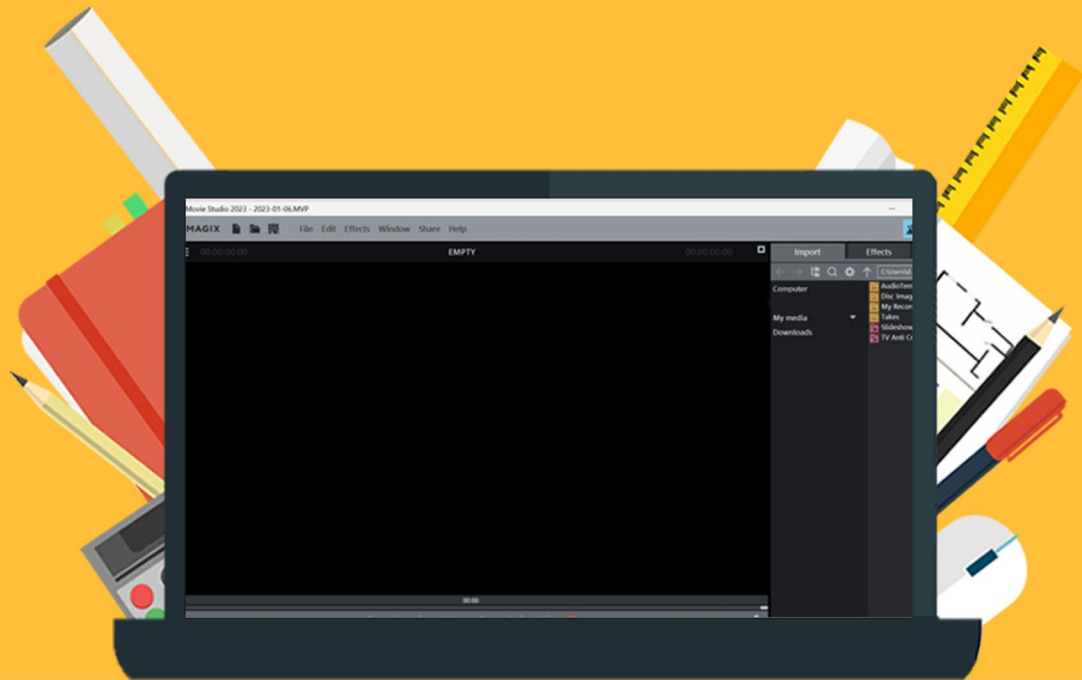 Movie Studio 2023 - 2023-01-06.MVP
MAGIX File Edit Effects Window Share Help
00:00:00:00 EMPTY 00:00:00:00
Import Effects
Computer
My media
Downloads
AudioTem
Disc Imag
My Recor
Takes
Slideshow
TV Anti Cr
00:00